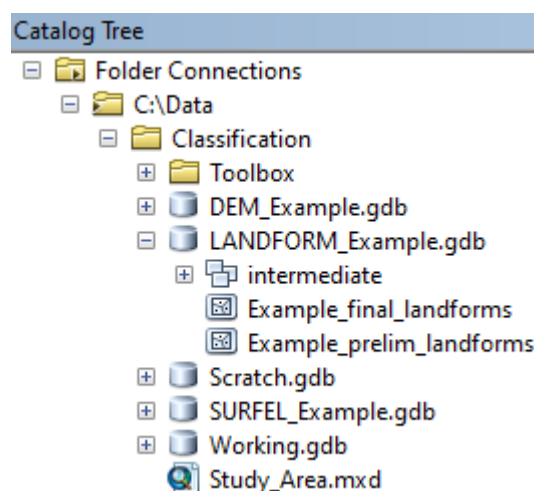 Catalog Tree
Folder Connections
C:\Data
Classification
Toolbox
DEM_Example.gdb
LANDFORM_Example.gdb
intermediate
Example_final_landforms
Example_prelim_landforms
Scratch.gdb
SURFEL_Example.gdb
Working.gdb
Study_Area.mxd